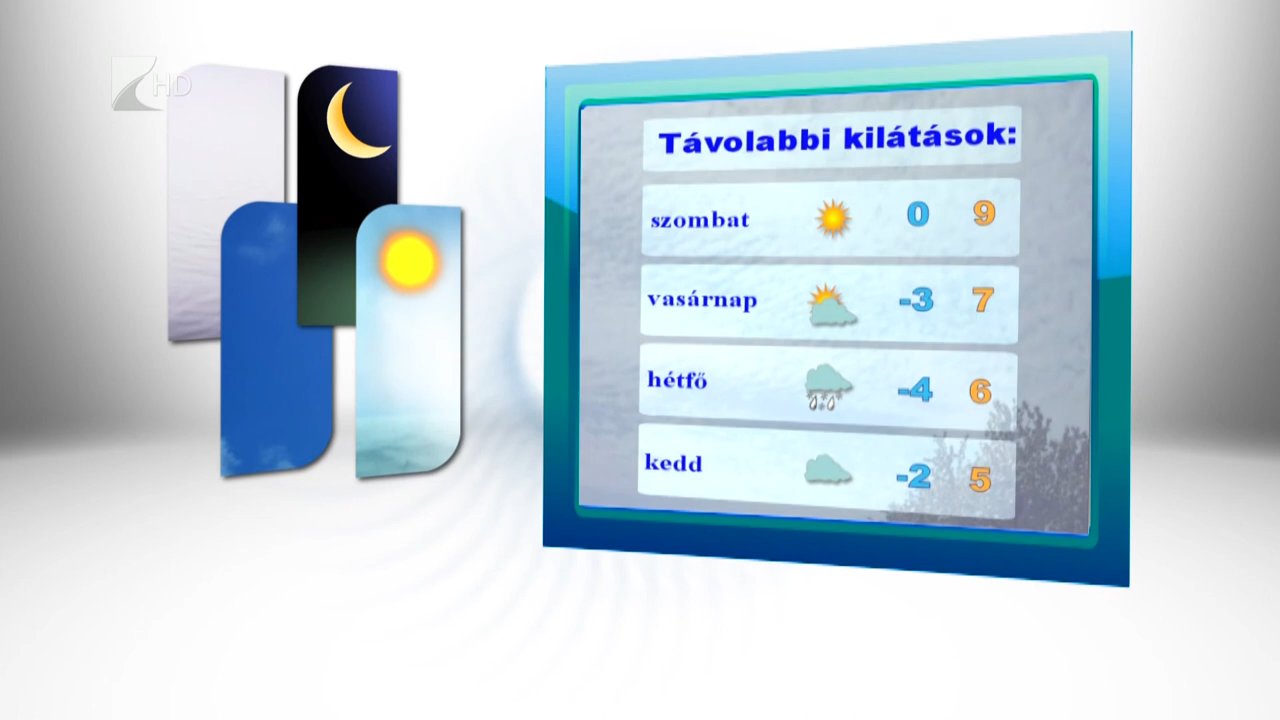 HD
Távolabbi kilátások:
szombat 0 9
vasárnap -3 7
hétfő -4 6
kedd -2 5